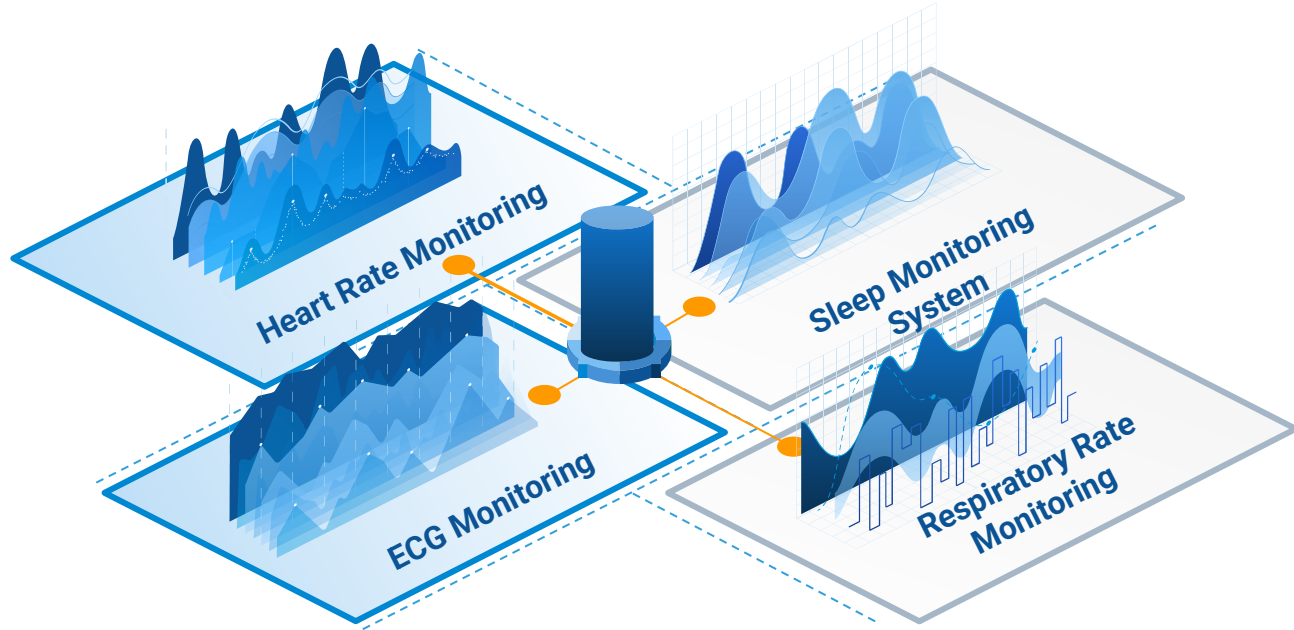 Heart Rate Monitoring
Sleep Monitoring
System
ECG Monitoring
Respiratory Rate
Monitoring